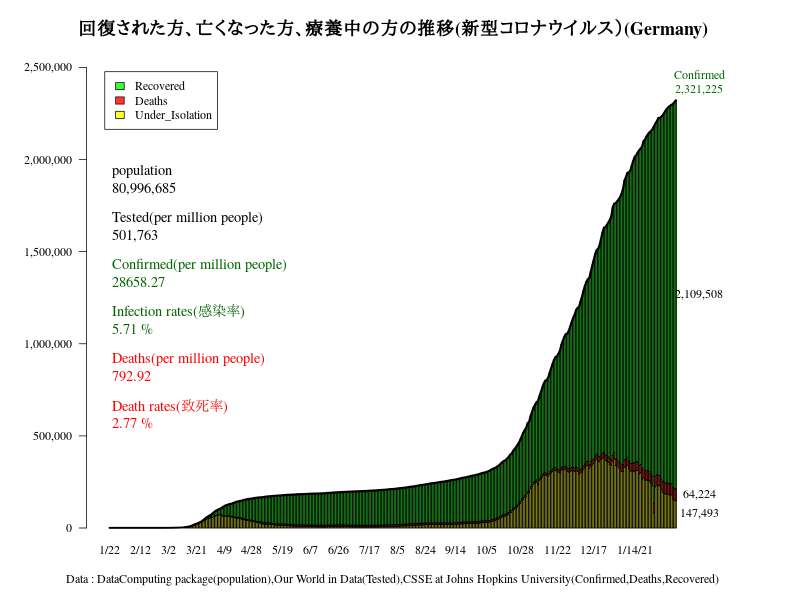 回復された方、亡くなった方、療養中の方の推移(新型コロナウイルス）(Germany)
2,500,000
2,000,000
1,500,000
1,000,000
500,000
0
Recovered
Deaths
Under_Isolation
population
80,996,685
Tested(per million people)
501,763
Confirmed(per million people)
28658.27
Infection rates(感染率)
5.71 %
Deaths(per million people)
792.92
Death rates(致死率)
2.77 %
Confirmed
2,321,225
2,109,508
64,224
147,493
1/22 2/12 3/2 3/21 4/9 4/28 5/19 6/7 6/26 7/17 8/5 8/24 9/14 10/5 10/28 11/22 12/17 1/14/21
Data : DataComputing package(population),Our World in Data(Tested),CSSE at Johns Hopkins University(Confirmed,Deaths,Recovered)